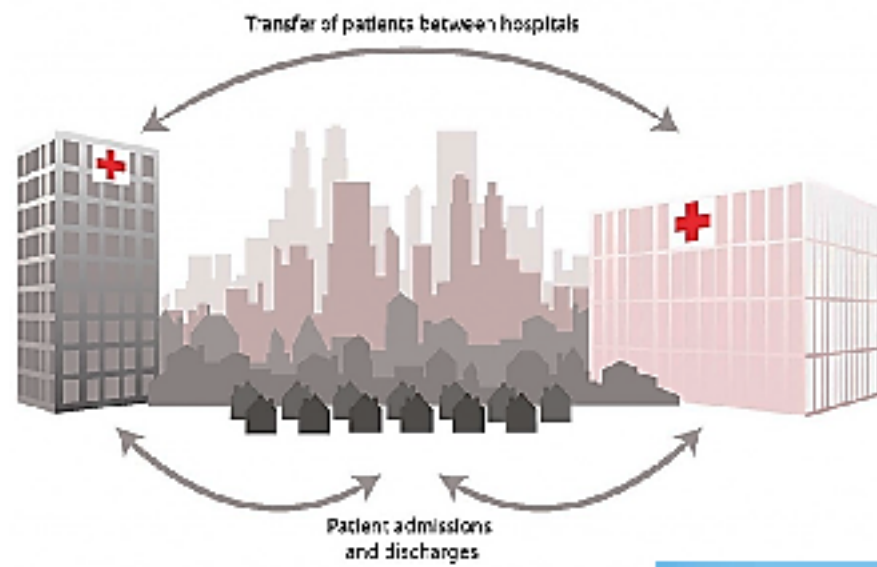 Transfer of patients between hospitals
Patient admissions
and discharges